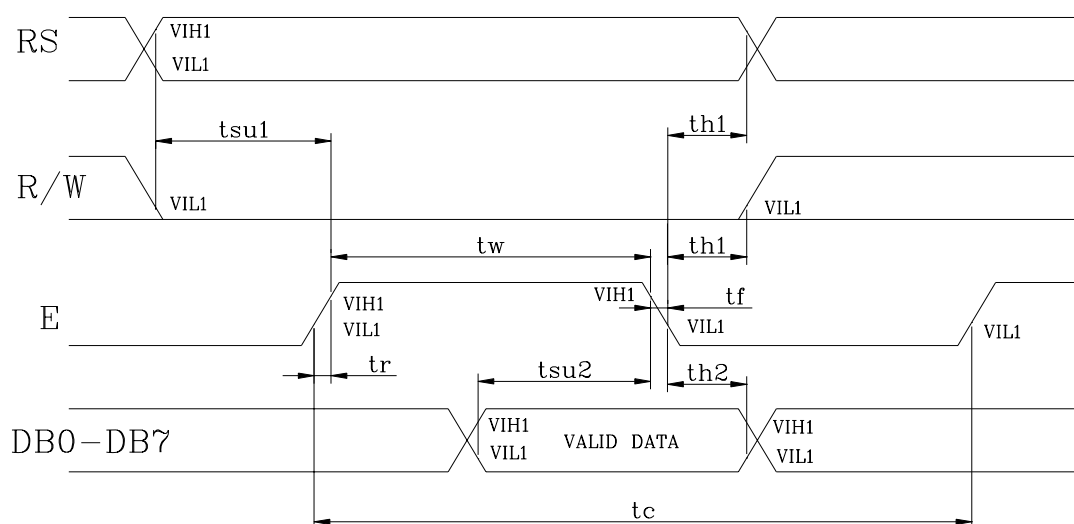 RS
VIH1
VIL1
tsu1
th1
R/W
VIL1
VIL1
tw
th1
E
VIH1
VIL1
VIH1
tf
VIL1
VIL1
tr
tsu2
th2
DB0-DB7
VIH1
VIL1
VALID DATA
VIH1
VIL1
tc